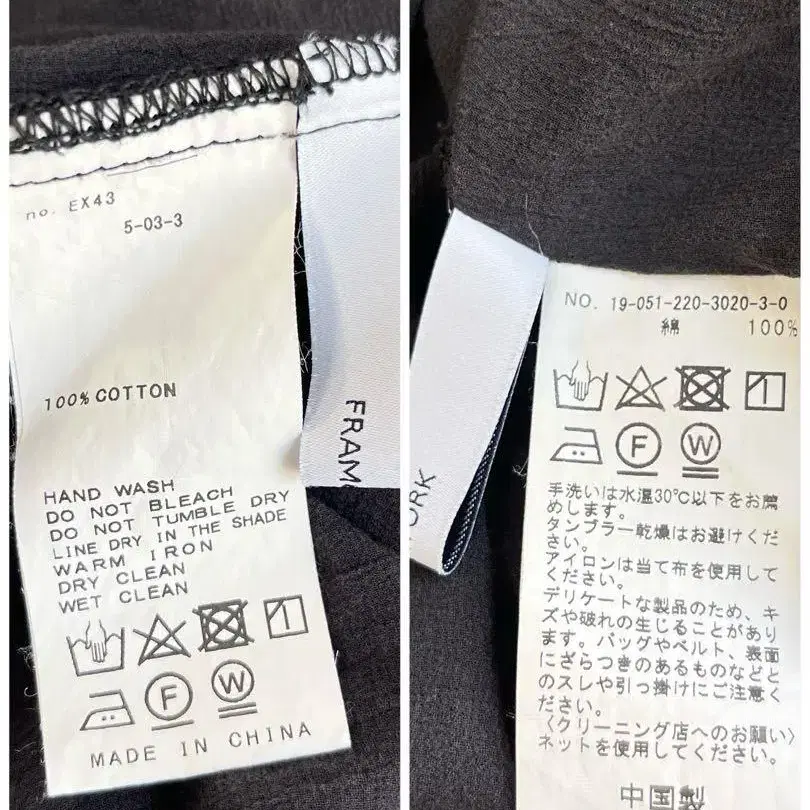 no. EX43
5-03-3
100% COTTON
HAND WASH
DO NOT BLEACH
DO NOT TUMBLE DRY
LINE DRY IN THE SHADE
WARM IRON
DRY CLEAN
WET CLEAN
F
W
MADE IN CHINA
FRAM
ORK
NO. 19-051-220-3020-3-0
綿 100%
F
W
手洗いは水温30℃以下をお薦
めします。
タンブラー乾燥はお避けくだ
さい。
アイロンは当て布を使用して
ください。
デリケートな製品のため、キ
ズや破れの生じることがあり
ます。バッグやベルト、表面
にざらつきのあるものなどと
のスレや引っ掛けにご注意く
ださい。
〈クリーニング店へのお願い〉
ネットを使用してください。
中国製